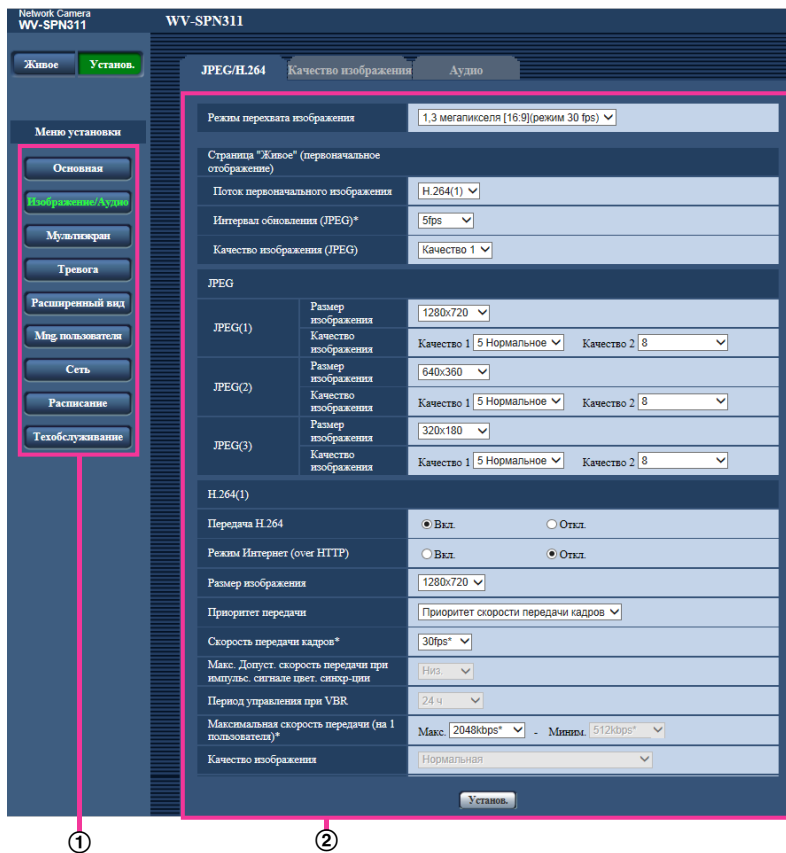 Network Camera
WV-SPN311
WV-SPN311
Живое Установ.
JPEG/H.264 Качество изображения Аудио
Меню установки
Основная
Изображение/Аудио
Мультиэкран
Тревога
Расширенный вид
Mng. пользователя
Сеть
Расписание
Техобслуживание
Режим перехвата изображения 1,3 мегапикселя [16:9](режим 30 fps)
Страница "Живое" (первоначальное
отображение)
Поток первоначального изображения H.264(1)
Интервал обновления (JPEG)* 5fps
Качество изображения (JPEG) Качество 1
JPEG
JPEG(1)
Размер
изображения
1280x720
Качество
изображения
Качество 1 5 Нормальное Качество 2 8
JPEG(2)
Размер
изображения
640x360
Качество
изображения
Качество 1 5 Нормальное Качество 2 8
JPEG(3)
Размер
изображения
320x180
Качество
изображения
Качество 1 5 Нормальное Качество 2 8
H.264(1)
Передача H.264 Вкл. Откл.
Режим Интернет (over HTTP) Вкл. Откл.
Размер изображения 1280x720
Приоритет передачи Приоритет скорости передачи кадров
Скорость передачи кадров* 30fps*
Макс. Допуст. скорость передачи при
импульс. сигнале цвет. синхр-ции
Низ.
Период управления при VBR 24 ч
Максимальная скорость передачи (на 1
пользователя)*
Макс. 2048kbps* - Миним. 512kbps*
Качество изображения Нормальная
Установ.
① ②